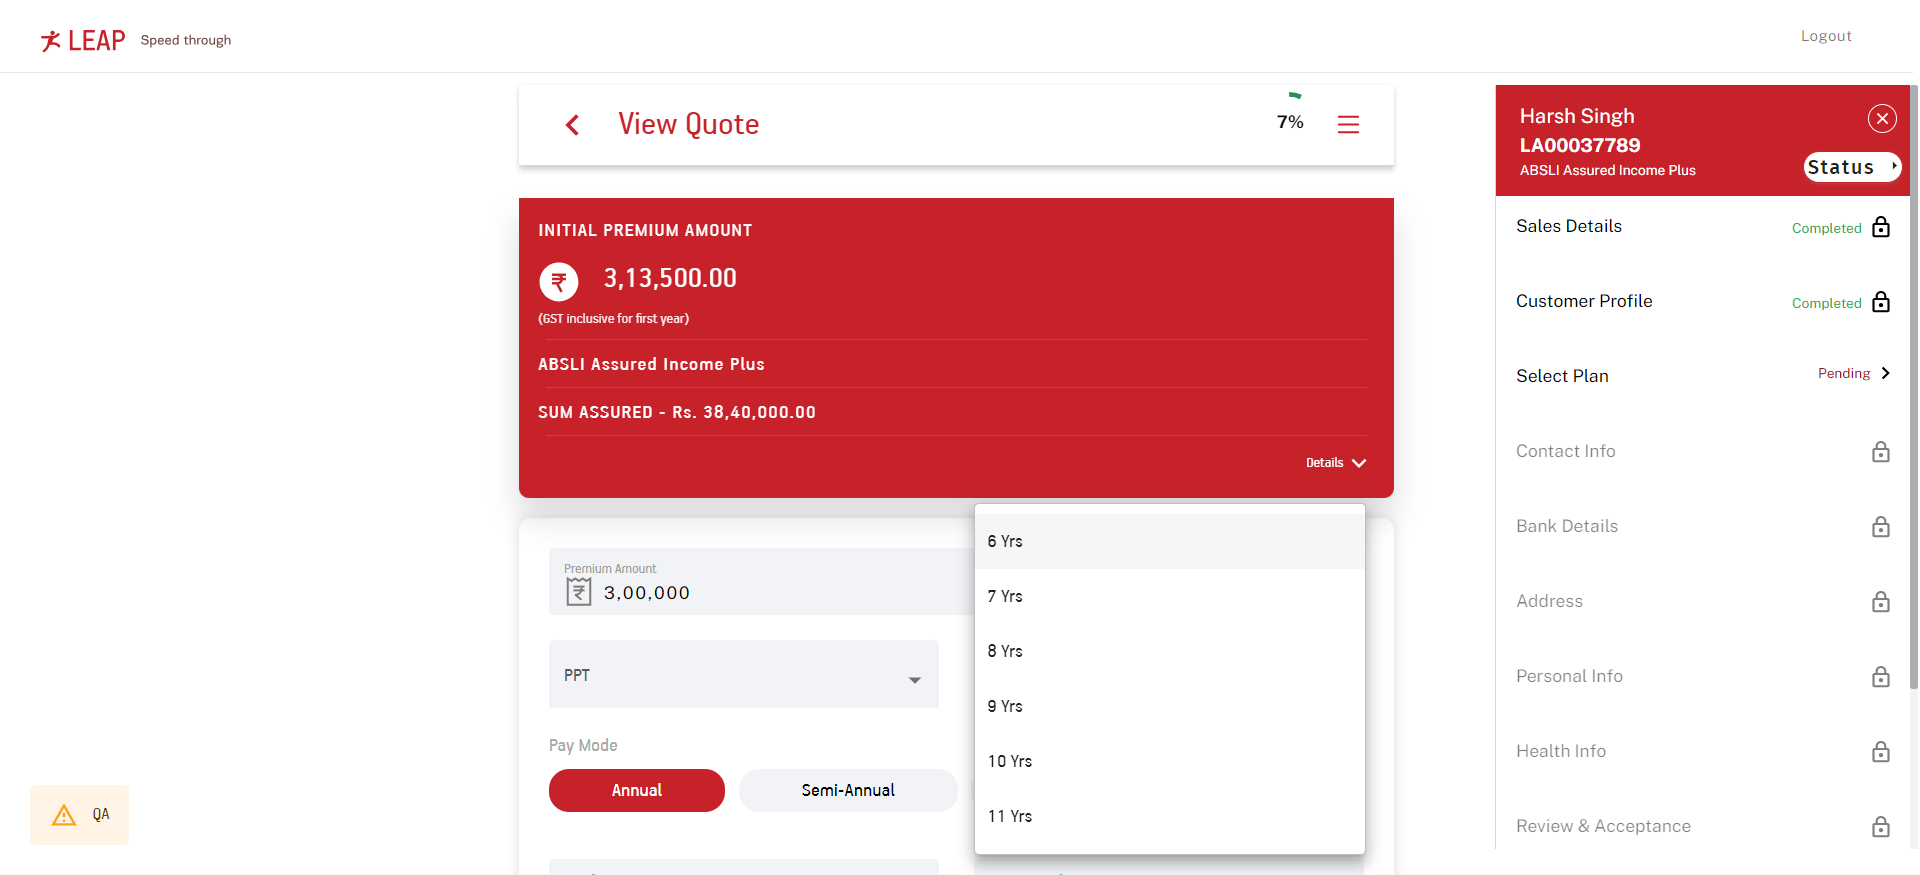 LEAP Speed through
Logout
View Quote
7%
INITIAL PREMIUM AMOUNT
₹ 3,13,500.00
(GST inclusive for first year)
ABSLI Assured Income Plus
SUM ASSURED - Rs. 38,40,000.00
Details
Premium Amount
₹ 3,00,000
PPT
Pay Mode
Annual
Semi-Annual
6 Yrs
7 Yrs
8 Yrs
9 Yrs
10 Yrs
11 Yrs
QA
Harsh Singh
LA00037789
ABSLI Assured Income Plus
Status
Sales Details Completed
Customer Profile Completed
Select Plan Pending
Contact Info
Bank Details
Address
Personal Info
Health Info
Review & Acceptance